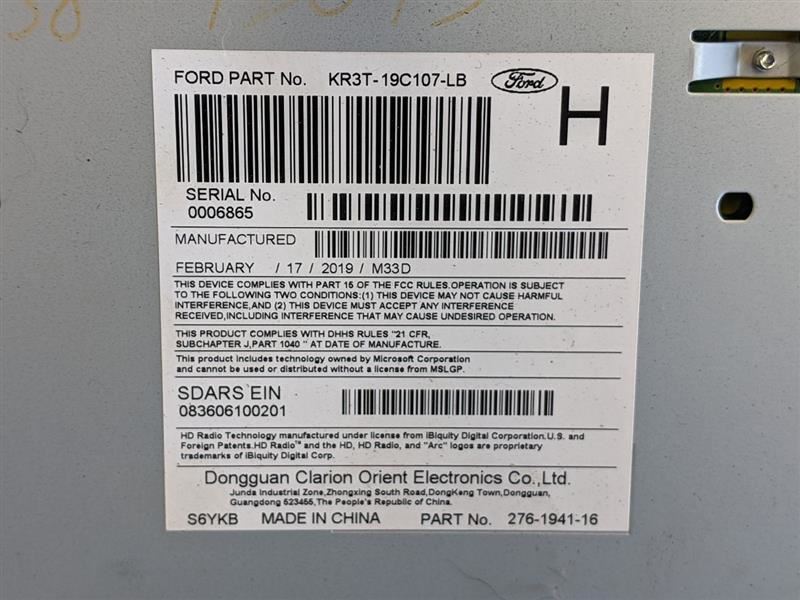 FORD PART No. KR3T-19C107-LB Ford
H
SERIAL No.
0006865
MANUFACTURED
FEBRUARY / 17 / 2019 / M33D
THIS DEVICE COMPLIES WITH PART 15 OF THE FCC RULES.OPERATION IS SUBJECT
TO THE FOLLOWING TWO CONDITIONS:(1) THIS DEVICE MAY NOT CAUSE HARMFUL
INTERFERENCE,AND (2) THIS DEVICE MUST ACCEPT ANY INTERFERENCE
RECEIVED,INCLUDING INTERFERENCE THAT MAY CAUSE UNDESIRED OPERATION.
THIS PRODUCT COMPLIES WITH DHHS RULES "21 CFR,
SUBCHAPTER J,PART 1040 " AT DATE OF MANUFACTURE.
This product includes technology owned by Microsoft Corporation
and cannot be used or distributed without a license from MSLGP.
SDARS EIN
083606100201
HD Radio Technology manufactured under license from iBiquity Digital Corporation.U.S. and
Foreign Patents.HD Radio™ and the HD, HD Radio, and "Arc" logos are proprietary
trademarks of iBiquity Digital Corp.
Dongguan Clarion Orient Electronics Co.,Ltd.
Junda Industrial Zone,Zhongxing South Road,DongKeng Town,Dongguan,
Guangdong 523455,The People's Republic of China.
S6YKB MADE IN CHINA PART No. 276-1941-16